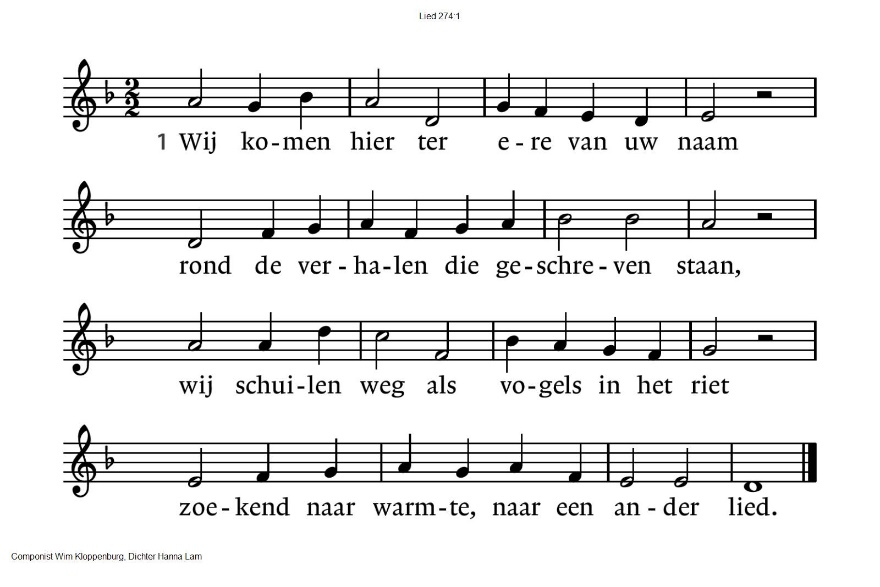 Lied 274:1
2
2
1 Wij ko-men hier ter e-re van uw naam
rond de ver-ha-len die ge-schre-ven staan,
wij schui-len weg als vo-gels in het riet
zoe-kend naar warm-te, naar een an-der lied.
Componist Wim Kloppenburg, Dichter Hanna Lam